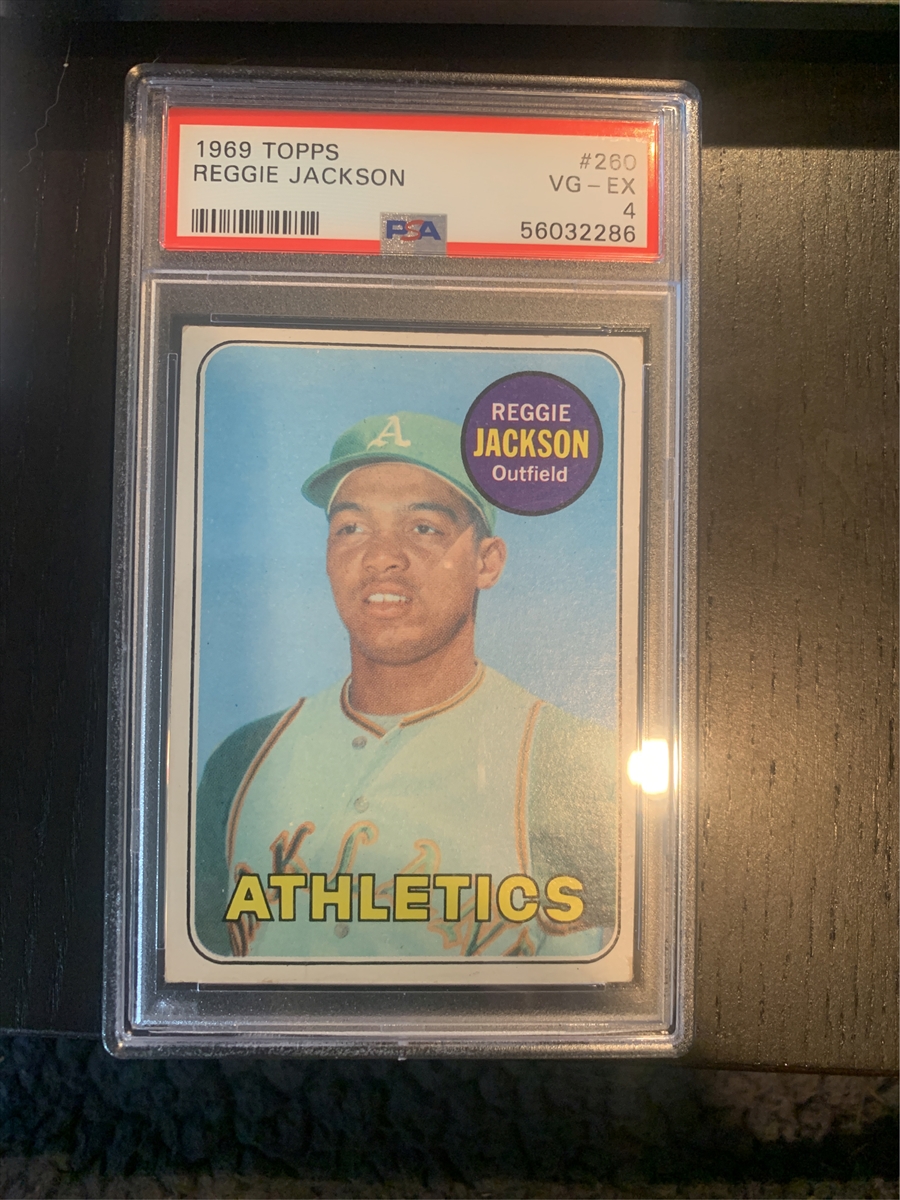 1969 TOPPS
REGGIE JACKSON
#260
VG - EX
4
56032286
PSA
REGGIE
JACKSON
Outfield
A
ATHLETICS